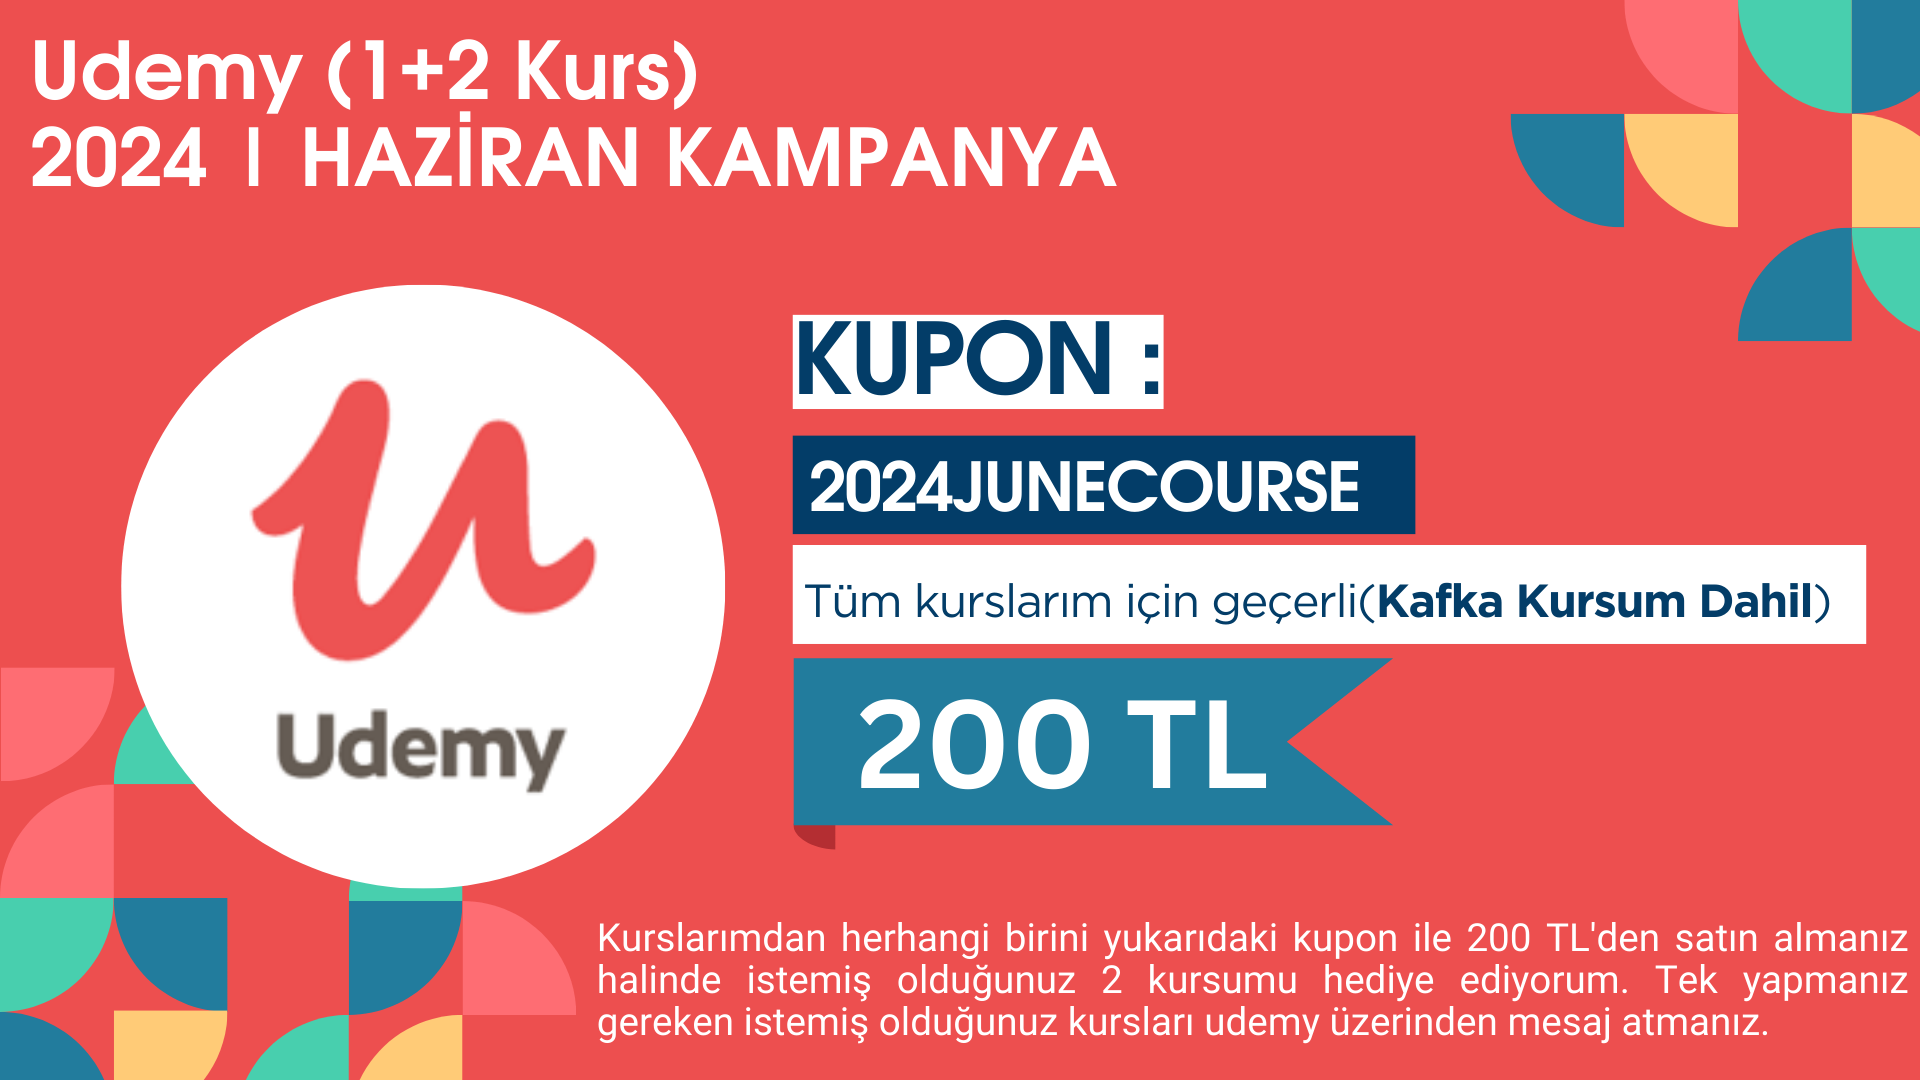 Udemy (1+2 Kurs)
2024 | HAZİRAN KAMPANYA
KUPON :
2024JUNECOURSE
Tüm kurslarım için geçerli(Kafka Kursum Dahil)
200 TL
Udemy
Kurslarımdan herhangi birini yukarıdaki kupon ile 200 TL'den satın almanız
halinde istemiş olduğunuz 2 kursumu hediye ediyorum. Tek yapmanız
gereken istemiş olduğunuz kursları udemy üzerinden mesaj atmanız.